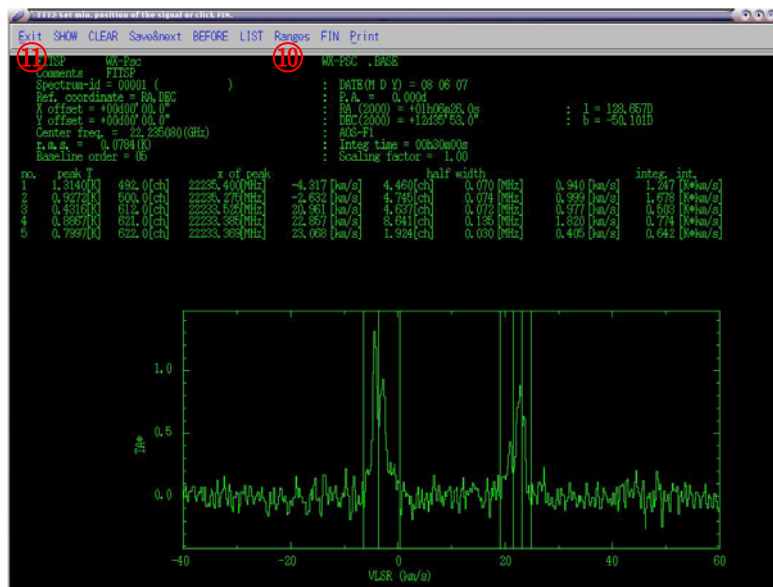 1112 set min. position of the signal or click FIN.
Exit SHOW CLEAR Save&next BEFORE LIST Ranges FIN Print
⑪ ⑩
FITSP WX-Psc WX-PSC .BASE
Comments FITSP
Spectrum-id = 00001 ( ) : DATE(M D Y) = 08 06 07
Ref. coordinate = RA,DEC : P.A. = 0.000d
X offset = +00d00'00.0" : RA (2000) = +01h06m26.0s : l = 128.657D
Y offset = +00d00'00.0" : DEC(2000) = +12d35'53.0" : b = -50.101D
Center freq. = 22.235080(GHz) : AOS-F1
r.m.s. = 0.0784(K) : Integ time = 00h30m00s
Baseline order = 05 : Scaling factor = 1.00
no. peak T x of peak half width integ. int.
1 1.3140[K] 492.0[ch] 22235.400[MHz] -4.317 [km/s] 4.460[ch] 0.070 [MHz] 0.940 [km/s] 1.247 [K*km/s]
2 0.9272[K] 500.0[ch] 22235.275[MHz] -2.632 [km/s] 4.745[ch] 0.074 [MHz] 0.999 [km/s] 1.678 [K*km/s]
3 0.4316[K] 612.0[ch] 22233.525[MHz] 20.961 [km/s] 4.637[ch] 0.072 [MHz] 0.977 [km/s] 0.503 [K*km/s]
4 0.8867[K] 621.0[ch] 22233.385[MHz] 22.857 [km/s] 8.641[ch] 0.135 [MHz] 1.820 [km/s] 0.774 [K*km/s]
5 0.7997[K] 622.0[ch] 22233.369[MHz] 23.068 [km/s] 1.924[ch] 0.030 [MHz] 0.405 [km/s] 0.642 [K*km/s]
1.0
0.5
TA*
0.0
-40 -20 0 20 40 60
VLSR (km/s)